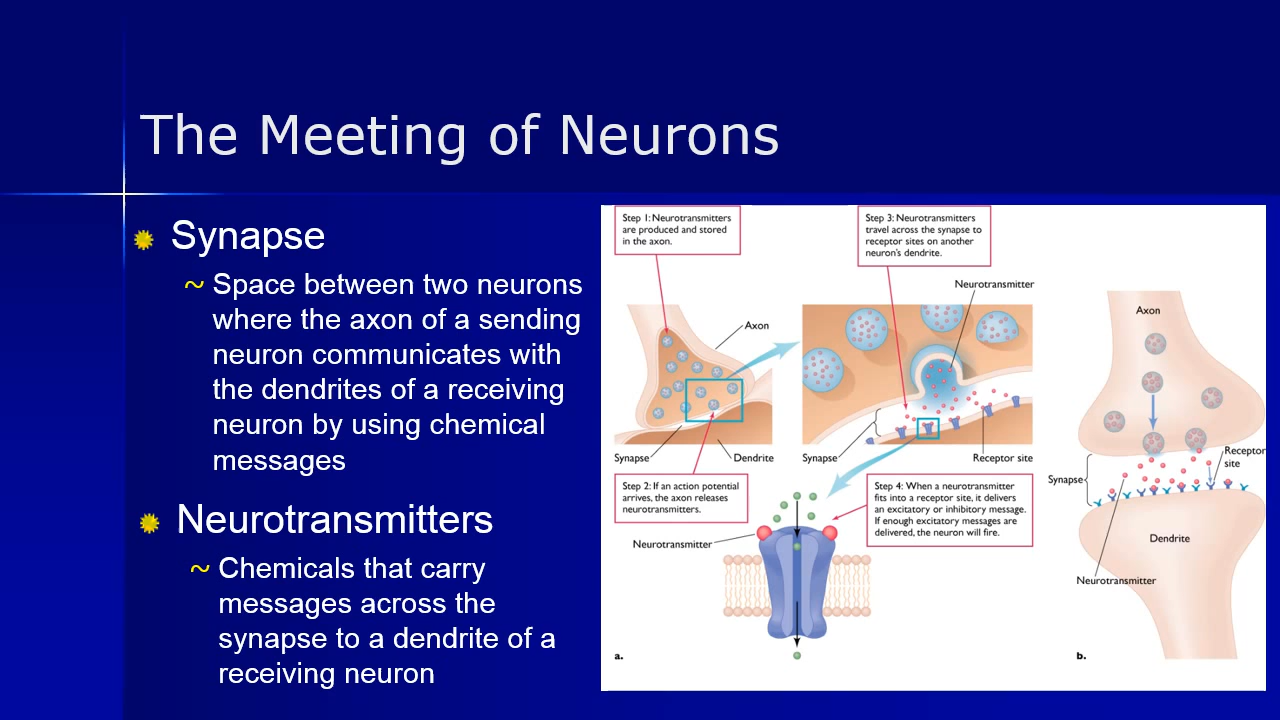 The Meeting of Neurons
Synapse
~ Space between two neurons
where the axon of a sending
neuron communicates with
the dendrites of a receiving
neuron by using chemical
messages
Neurotransmitters
~ Chemicals that carry
messages across the
synapse to a dendrite of a
receiving neuron
Step 1: Neurotransmitters
are produced and stored
in the axon.
Axon
Synapse
Dendrite
Step 2: If an action potential
arrives, the axon releases
neurotransmitters.
Step 3: Neurotransmitters
travel across the synapse to
receptor sites on another
neuron's dendrite.
Neurotransmitter
Synapse
Receptor site
Step 4: When a neurotransmitter
fits into a receptor site, it delivers
an excitatory or inhibitory message.
If enough excitatory messages are
delivered, the neuron will fire.
Neurotransmitter
a.
Axon
Receptor
site
Synapse
Dendrite
Neurotransmitter
b.